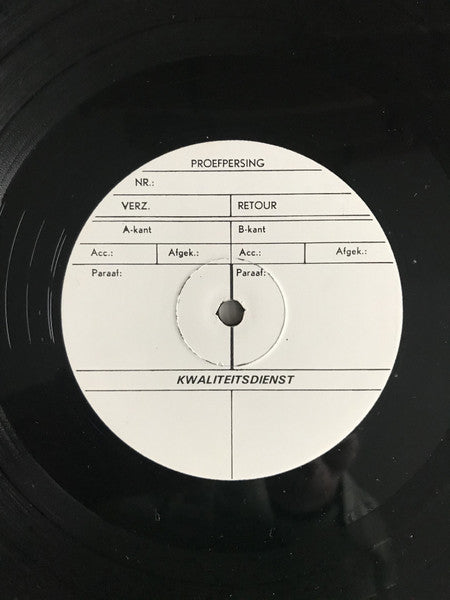 PROEFPERSING
NR.:
VERZ. RETOUR
A-kant B-kant
Acc.: Afgek.: Acc.: Afgek.:
Paraaf: Paraaf:
KWALITEITSDIENST